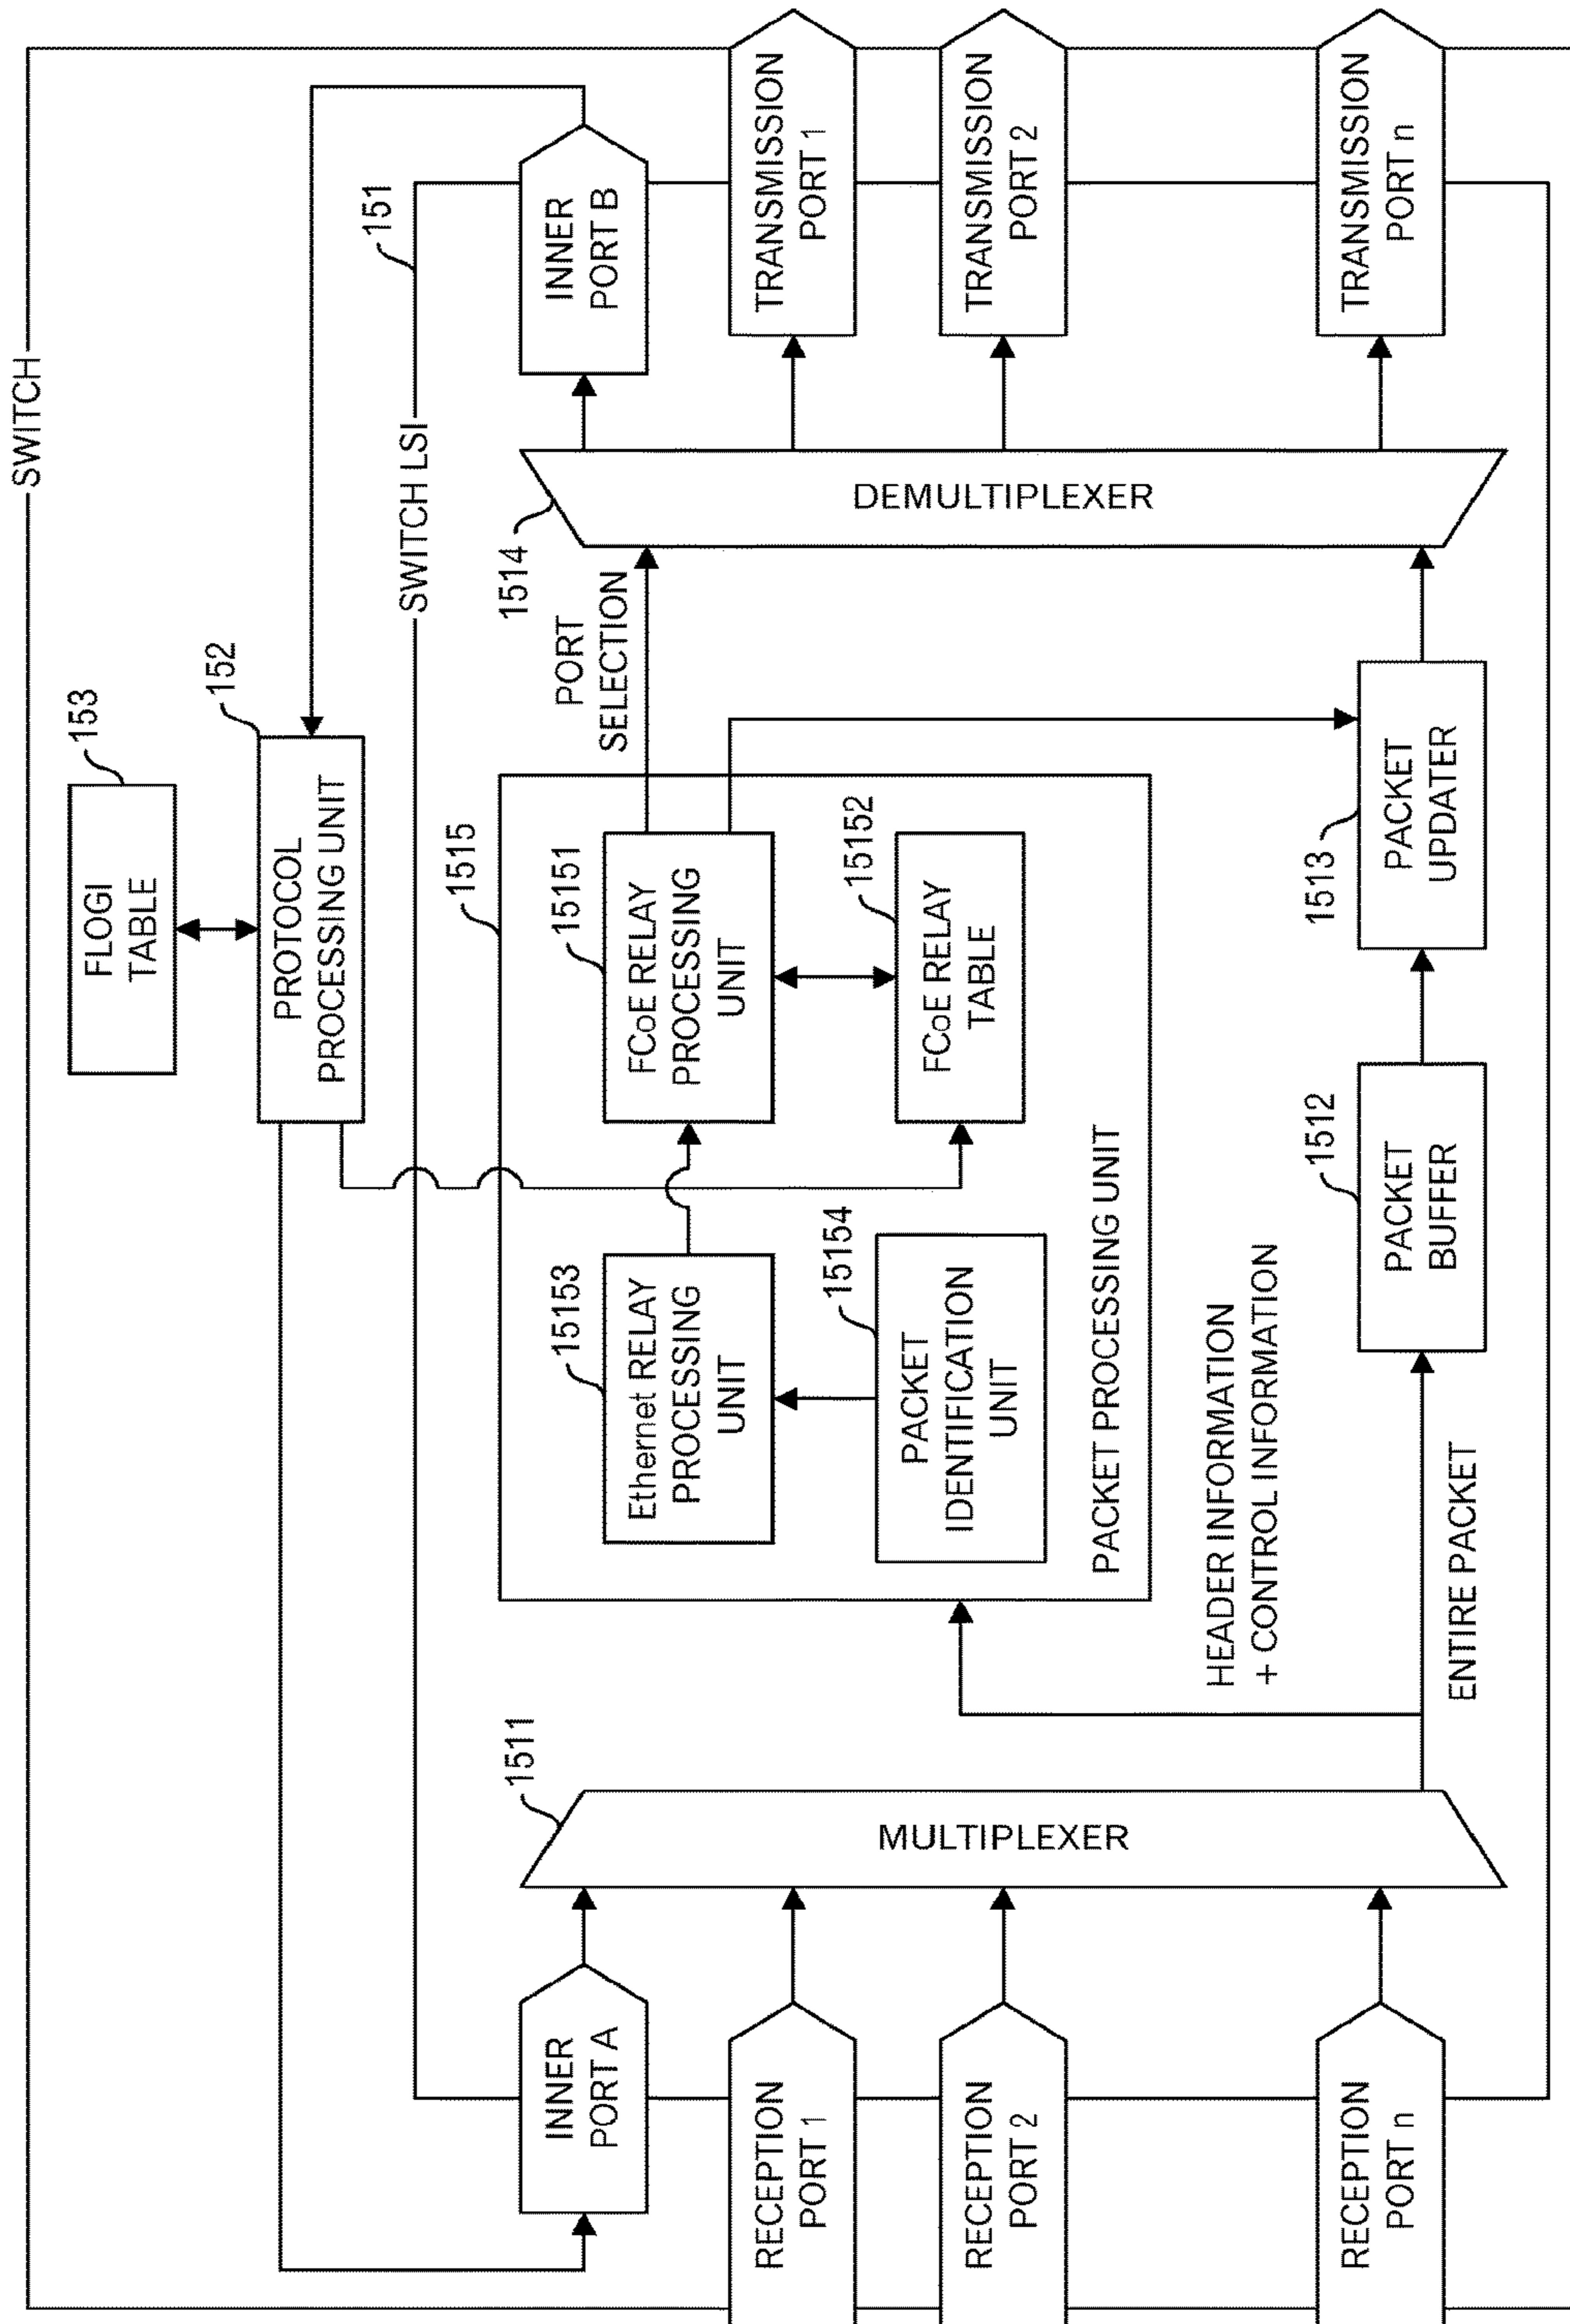 SWITCH
FLOGI
TABLE
153
PROTOCOL
PROCESSING UNIT
152
SWITCH LSI
151
INNER
PORT A
RECEPTION
PORT 1
RECEPTION
PORT 2
RECEPTION
PORT n
MULTIPLEXER
1511
1515
Ethernet RELAY
PROCESSING
UNIT
15153
FCoE RELAY
PROCESSING
UNIT
15151
PACKET
IDENTIFICATION
UNIT
15154
FCoE RELAY
TABLE
15152
PACKET PROCESSING UNIT
HEADER INFORMATION
+ CONTROL INFORMATION
ENTIRE PACKET
PACKET
BUFFER
1512
PACKET
UPDATER
1513
PORT
SELECTION
1514
DEMULTIPLEXER
INNER
PORT B
TRANSMISSION
PORT 1
TRANSMISSION
PORT 2
TRANSMISSION
PORT n